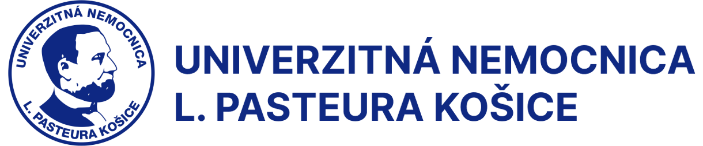 UNIVERZITNÁ NEMOCNICA
L. PASTEURA KOŠICE
UNIVERZITNÁ NEMOCNICA
L. PASTEURA KOŠICE